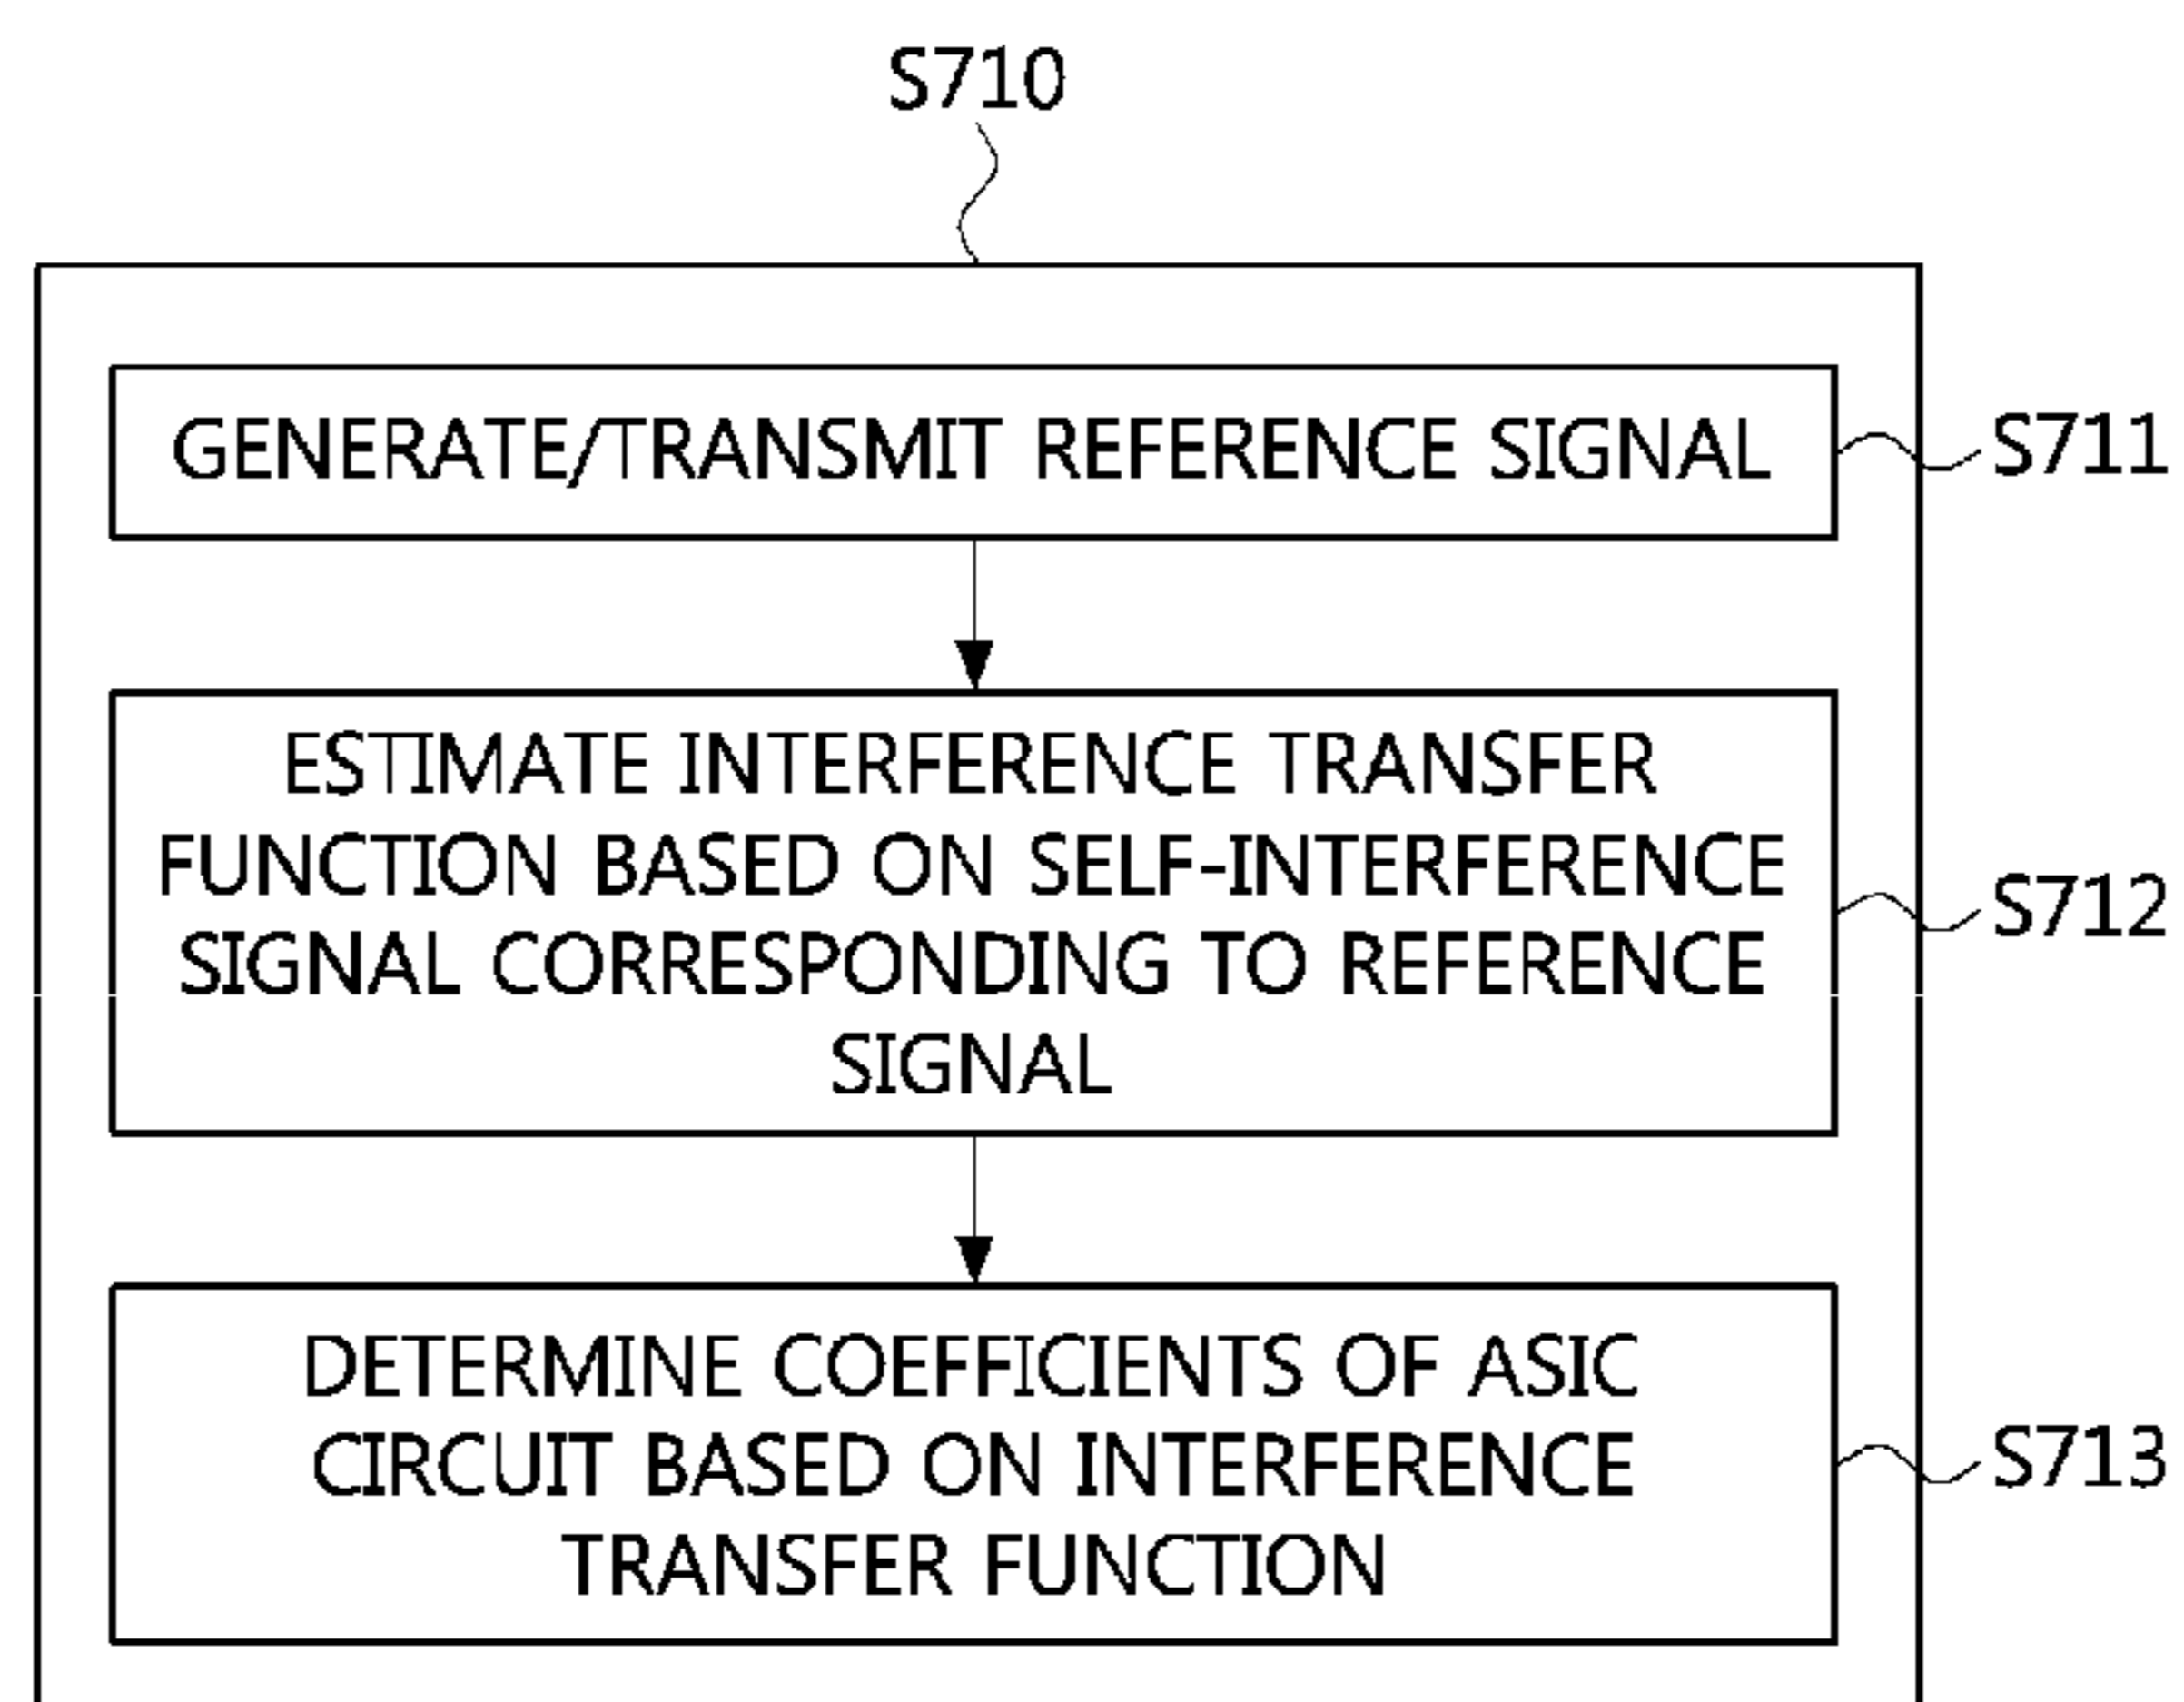 S710
GENERATE/TRANSMIT REFERENCE SIGNAL
S711
ESTIMATE INTERFERENCE TRANSFER
FUNCTION BASED ON SELF-INTERFERENCE
SIGNAL CORRESPONDING TO REFERENCE
SIGNAL
S712
DETERMINE COEFFICIENTS OF ASIC
CIRCUIT BASED ON INTERFERENCE
TRANSFER FUNCTION
S713